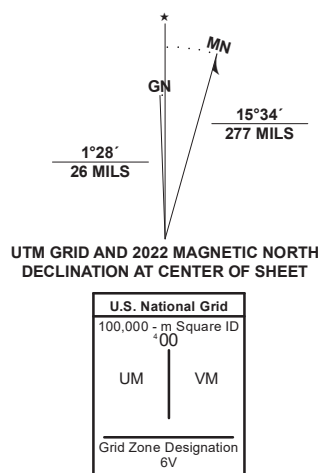 ★
MN
GN
15°34´
277 MILS
1°28´
26 MILS
UTM GRID AND 2022 MAGNETIC NORTH
DECLINATION AT CENTER OF SHEET
U.S. National Grid
100,000 - m Square ID
⁴00
UM VM
Grid Zone Designation
6V